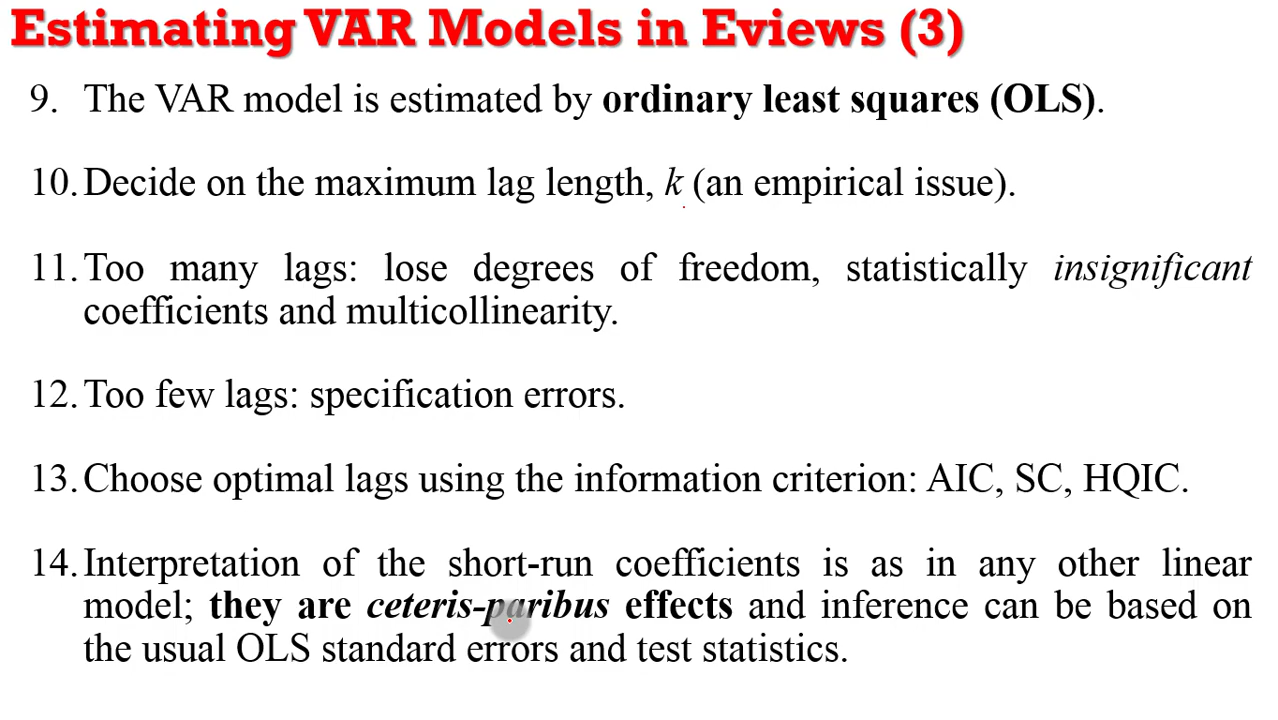 Estimating VAR Models in Eviews (3)
9. The VAR model is estimated by ordinary least squares (OLS).
10. Decide on the maximum lag length, k (an empirical issue).
11. Too many lags: lose degrees of freedom, statistically insignificant
coefficients and multicollinearity.
12. Too few lags: specification errors.
13. Choose optimal lags using the information criterion: AIC, SC, HQIC.
14. Interpretation of the short-run coefficients is as in any other linear
model; they are ceteris-paribus effects and inference can be based on
the usual OLS standard errors and test statistics.